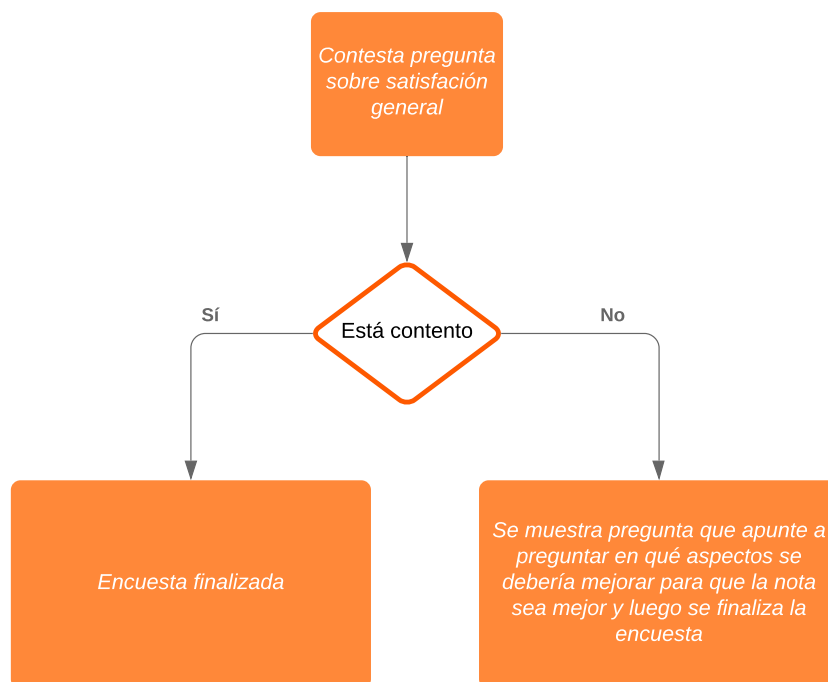 Contesta pregunta
sobre satisfacción
general
Está contento
Sí
No
Encuesta finalizada
Se muestra pregunta que apunte a
preguntar en qué aspectos se
debería mejorar para que la nota
sea mejor y luego se finaliza la
encuesta